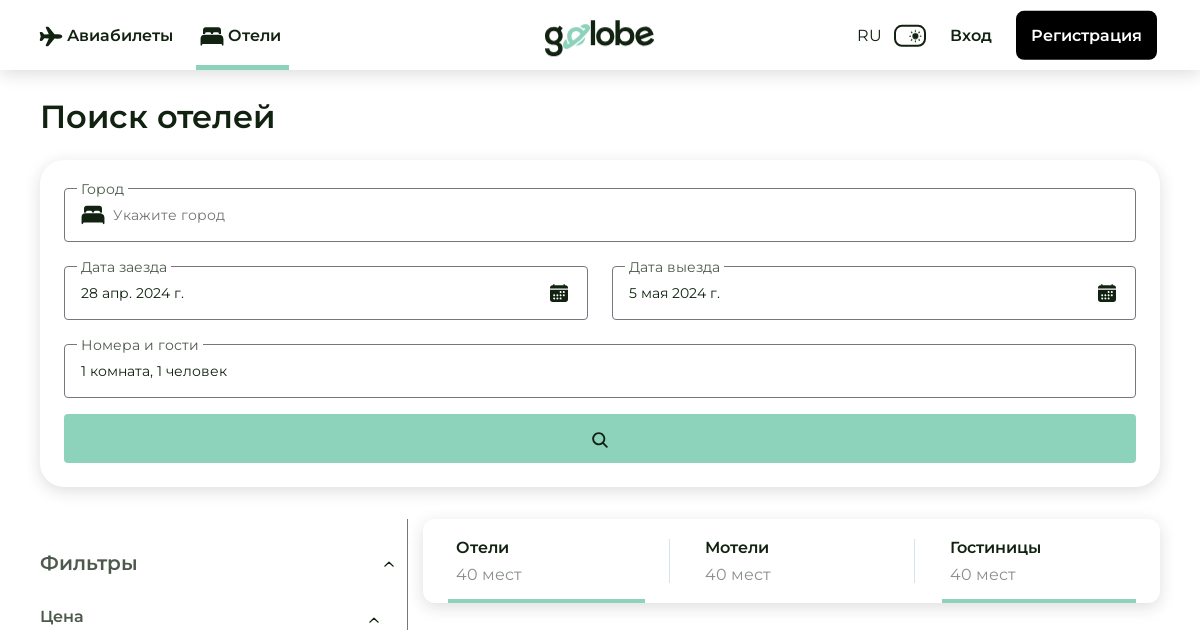 Авиабилеты
Отели
golobe
RU
Вход
Регистрация
Поиск отелей
Город
Укажите город
Дата заезда
28 апр. 2024 г.
Дата выезда
5 мая 2024 г.
Номера и гости
1 комната, 1 человек
Фильтры
Цена
Отели
40 мест
Мотели
40 мест
Гостиницы
40 мест